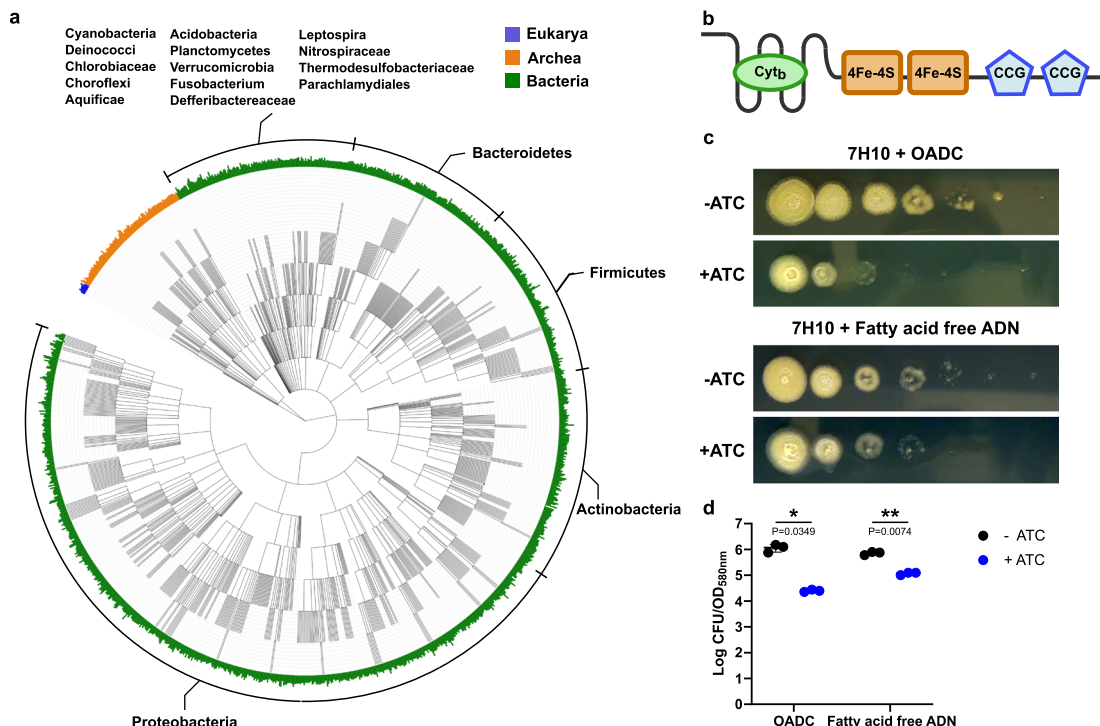 a
Cyanobacteria
Deinococci
Chlorobiaceae
Choroflexi
Aquificae
Acidobacteria
Planctomycetes
Verrucomicrobia
Fusobacterium
Defferibactereaceae
Leptospira
Nitrospiraceae
Thermodesulfobacteriaceae
Parachlamydiales
Eukarya
Archea
Bacteria
Bacteroidetes
Firmicutes
Actinobacteria
Proteobacteria
b
Cytb
4Fe-4S
4Fe-4S
CCG
CCG
c
7H10 + OADC
-ATC
+ATC
7H10 + Fatty acid free ADN
-ATC
+ATC
d
Log CFU/OD580nm
7
6
5
4
3
2
1
0
*
P=0.0349
**
P=0.0074
- ATC
+ ATC
OADC
Fatty acid free ADN